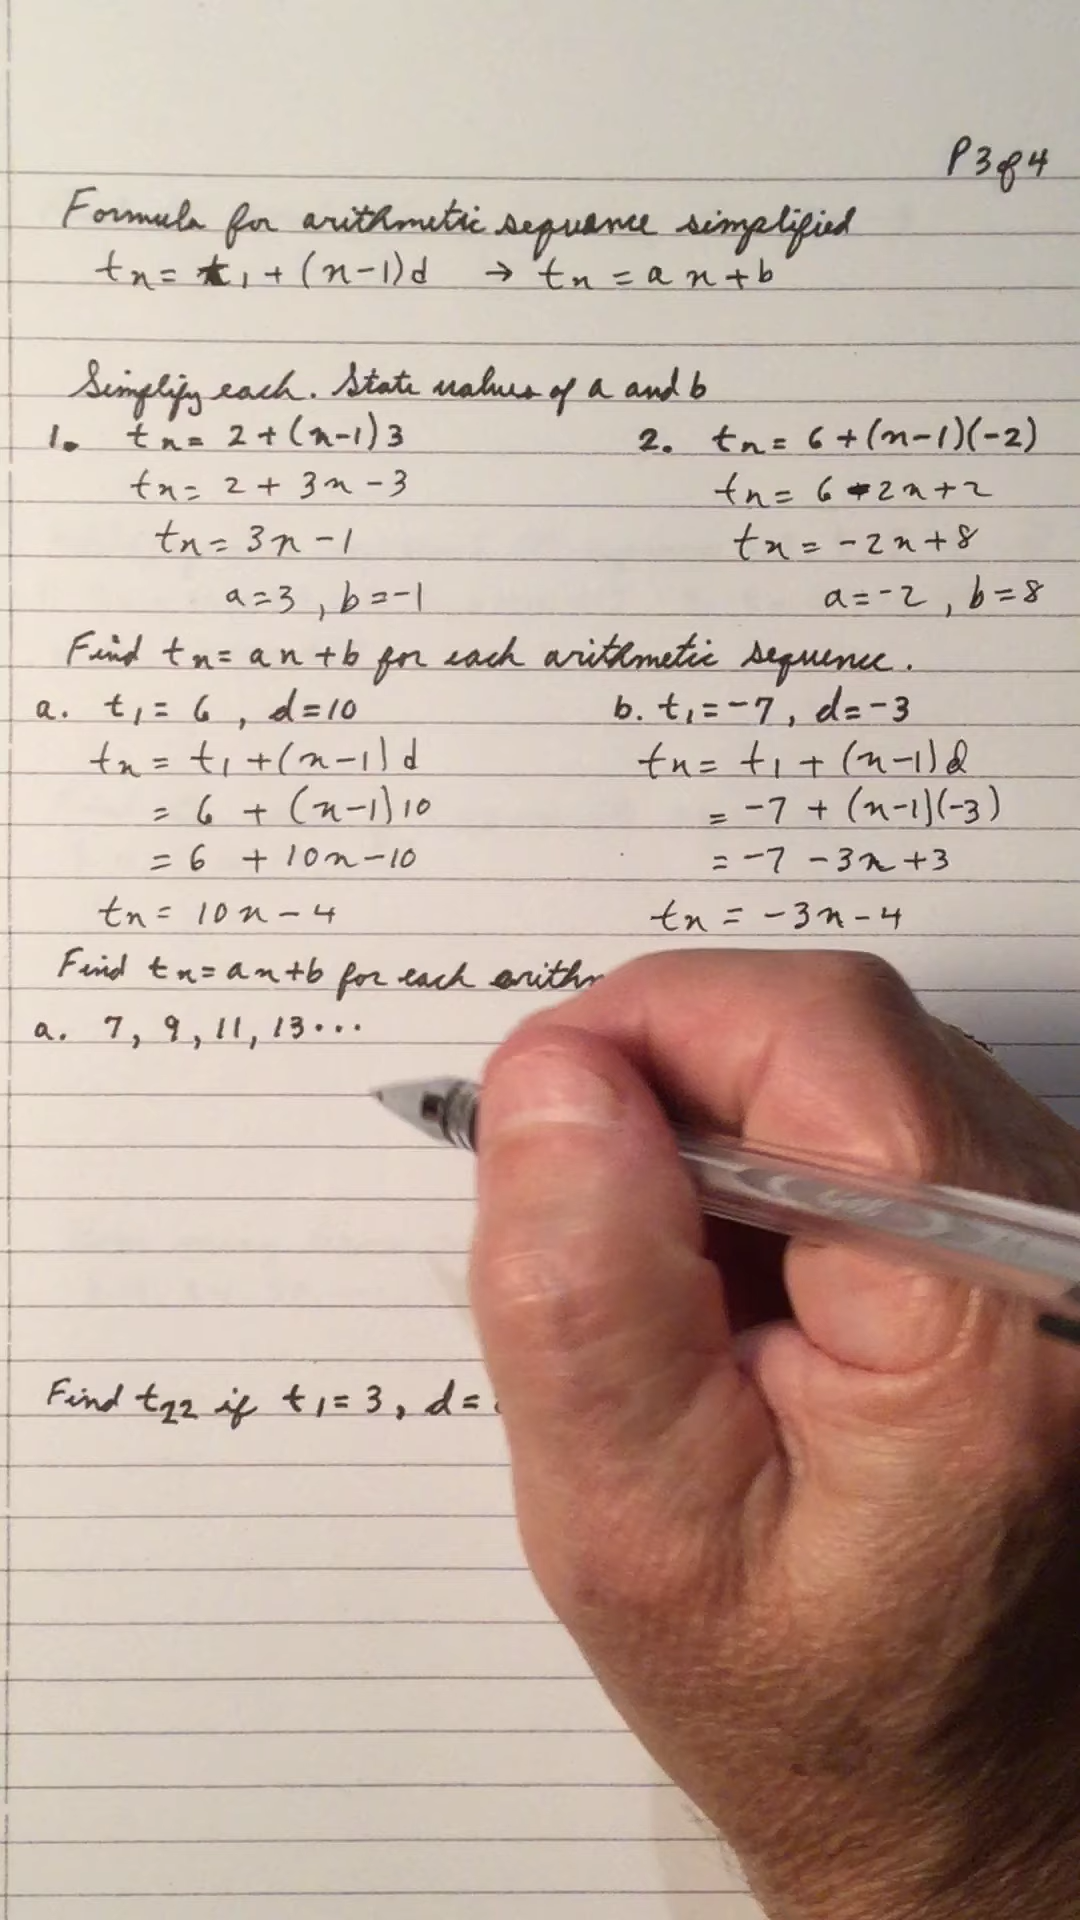 P 3 of 4
Formula for arithmetic sequence simplified
tn = t1 + (n-1)d → tn = an+b
Simplify each. State values of a and b
1. tn = 2+(n-1)3
tn = 2 + 3n - 3
tn = 3n - 1
a=3, b=-1
2. tn = 6+(n-1)(-2)
tn = 6 - 2n+2
tn = -2n+8
a=-2, b=8
Find tn = an+b for each arithmetic sequence.
a. t1 = 6, d=10
tn = t1 + (n-1)d
= 6 + (n-1)10
= 6 + 10n-10
tn = 10n - 4
b. t1 = -7, d=-3
tn = t1 + (n-1)d
= -7 + (n-1)(-3)
= -7 - 3n + 3
tn = -3n - 4
Find tn = an+b for each
a. 7, 9, 11, 13...
Find t22 if t1 = 3, d =